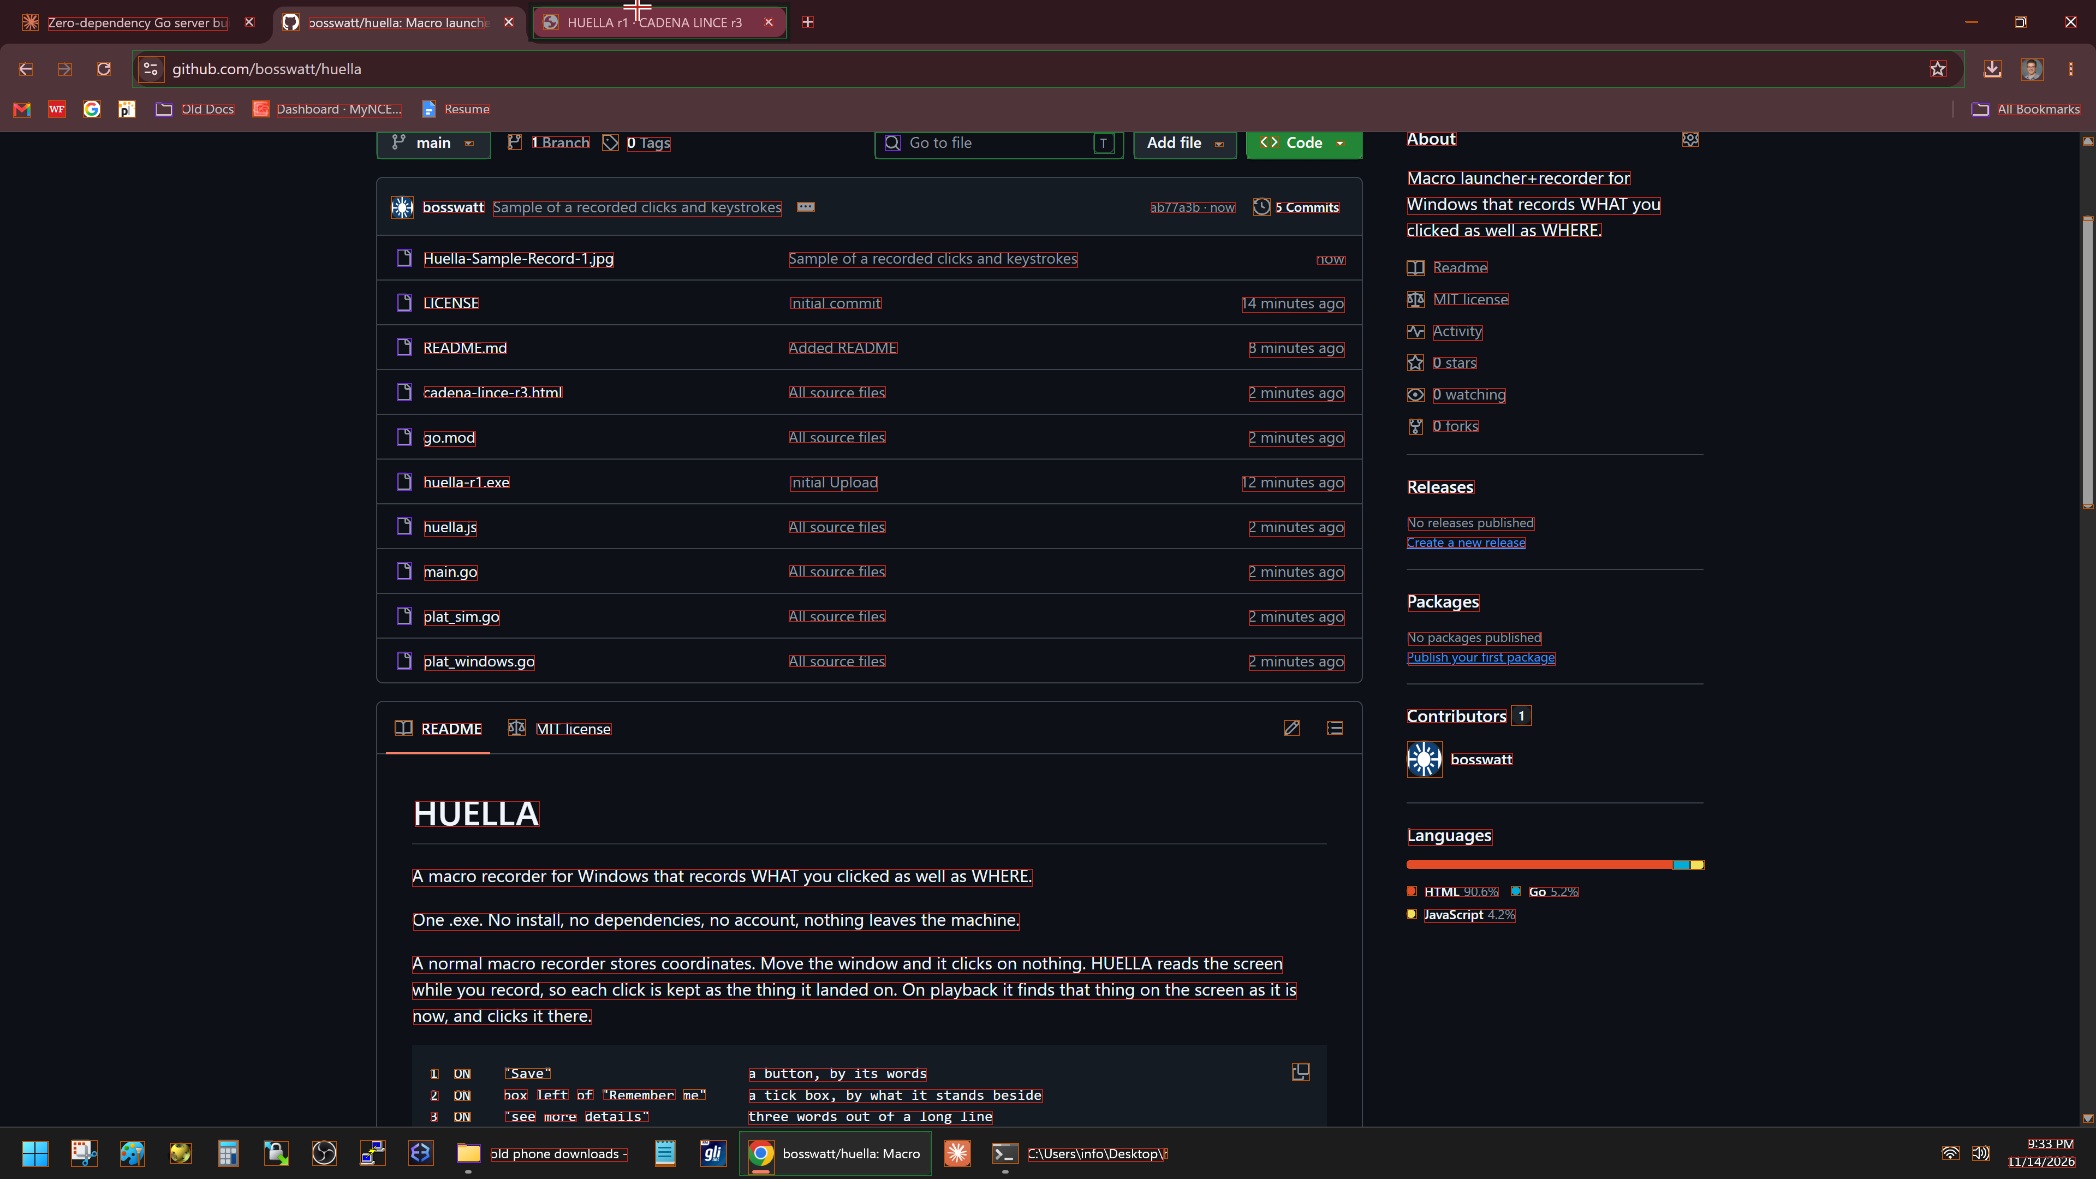 Zero-dependency Go server bu
bosswatt/huella: Macro launch
HUELLA r1 · CADENA LINCE r3
github.com/bosswatt/huella
WF
Old Docs
Dashboard · MyNCE...
Resume
All Bookmarks
main
1 Branch
0 Tags
Go to file
T
Add file
Code
bosswatt
Sample of a recorded clicks and keystrokes
ab77a3b · now
5 Commits
Huella-Sample-Record-1.jpg
Sample of a recorded clicks and keystrokes
now
LICENSE
Initial commit
14 minutes ago
README.md
Added README
8 minutes ago
cadena-lince-r3.html
All source files
2 minutes ago
go.mod
All source files
2 minutes ago
huella-r1.exe
Initial Upload
12 minutes ago
huella.js
All source files
2 minutes ago
main.go
All source files
2 minutes ago
plat_sim.go
All source files
2 minutes ago
plat_windows.go
All source files
2 minutes ago
README
MIT license
HUELLA
A macro recorder for Windows that records WHAT you clicked as well as WHERE.
One .exe. No install, no dependencies, no account, nothing leaves the machine.
A normal macro recorder stores coordinates. Move the window and it clicks on nothing. HUELLA reads the screen
while you record, so each click is kept as the thing it landed on. On playback it finds that thing on the screen as it is
now, and clicks it there.
1 ON "Save" a button, by its words
2 ON box left of "Remember me" a tick box, by what it stands beside
3 ON "see more details" three words out of a long line
About
Macro launcher+recorder for
Windows that records WHAT you
clicked as well as WHERE.
Readme
MIT license
Activity
0 stars
0 watching
0 forks
Releases
No releases published
Create a new release
Packages
No packages published
Publish your first package
Contributors 1
bosswatt
Languages
HTML 90.6%
Go 5.2%
JavaScript 4.2%
old phone downloads -
gli
bosswatt/huella: Macro
C:\Users\info\Desktop\
9:33 PM
11/14/2026